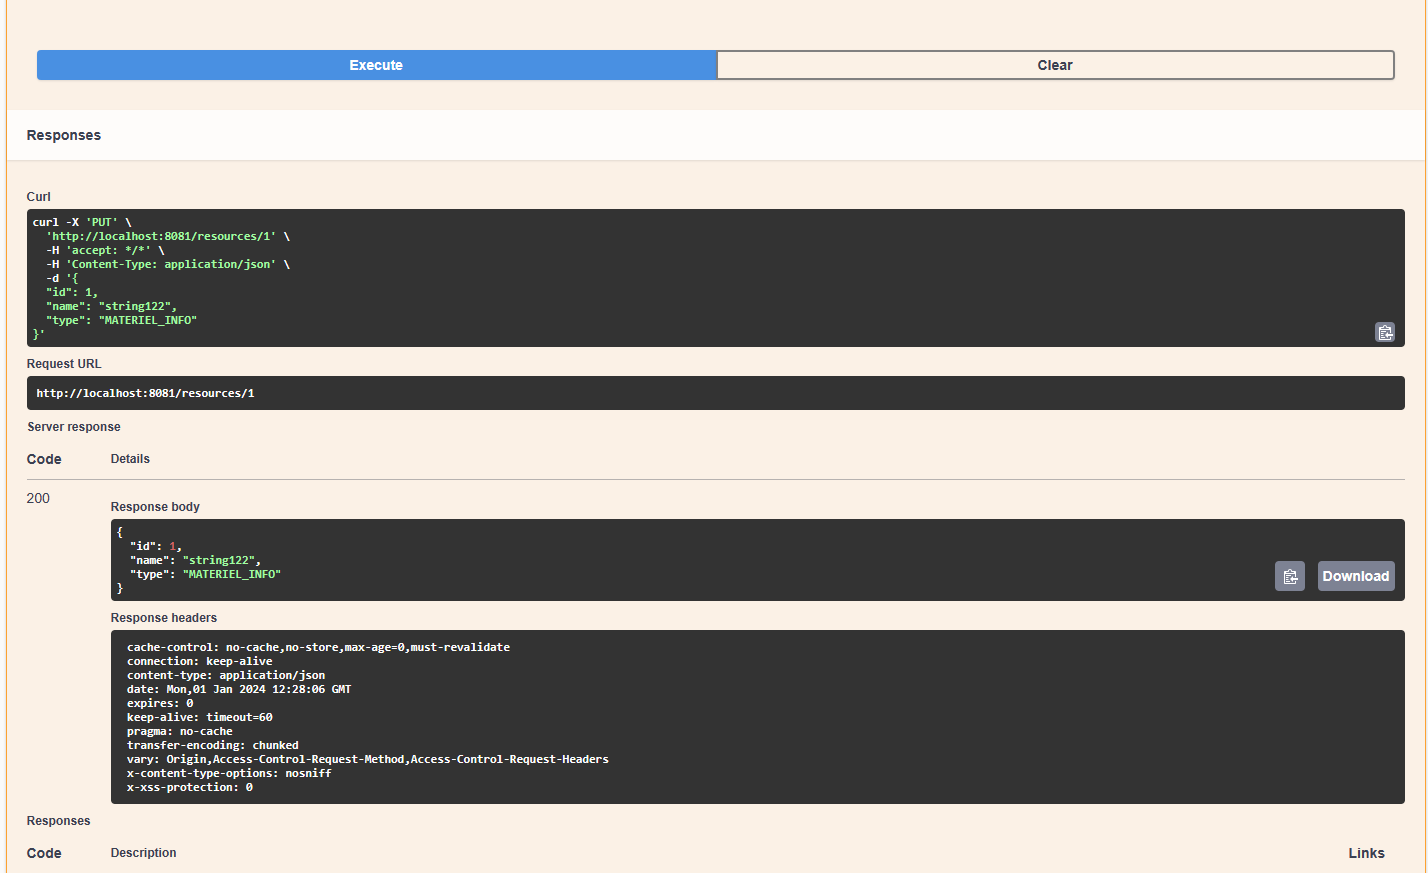 Execute
Clear
Responses
Curl
curl -X 'PUT' \
  'http://localhost:8081/resources/1' \
  -H 'accept: */*' \
  -H 'Content-Type: application/json' \
  -d '{
  "id": 1,
  "name": "string122",
  "type": "MATERIEL_INFO"
}'
Request URL
http://localhost:8081/resources/1
Server response
Code Details
200
Response body
{
  "id": 1,
  "name": "string122",
  "type": "MATERIEL_INFO"
}
Download
Response headers
cache-control: no-cache,no-store,max-age=0,must-revalidate
connection: keep-alive
content-type: application/json
date: Mon,01 Jan 2024 12:28:06 GMT
expires: 0
keep-alive: timeout=60
pragma: no-cache
transfer-encoding: chunked
vary: Origin,Access-Control-Request-Method,Access-Control-Request-Headers
x-content-type-options: nosniff
x-xss-protection: 0
Responses
Code Description Links